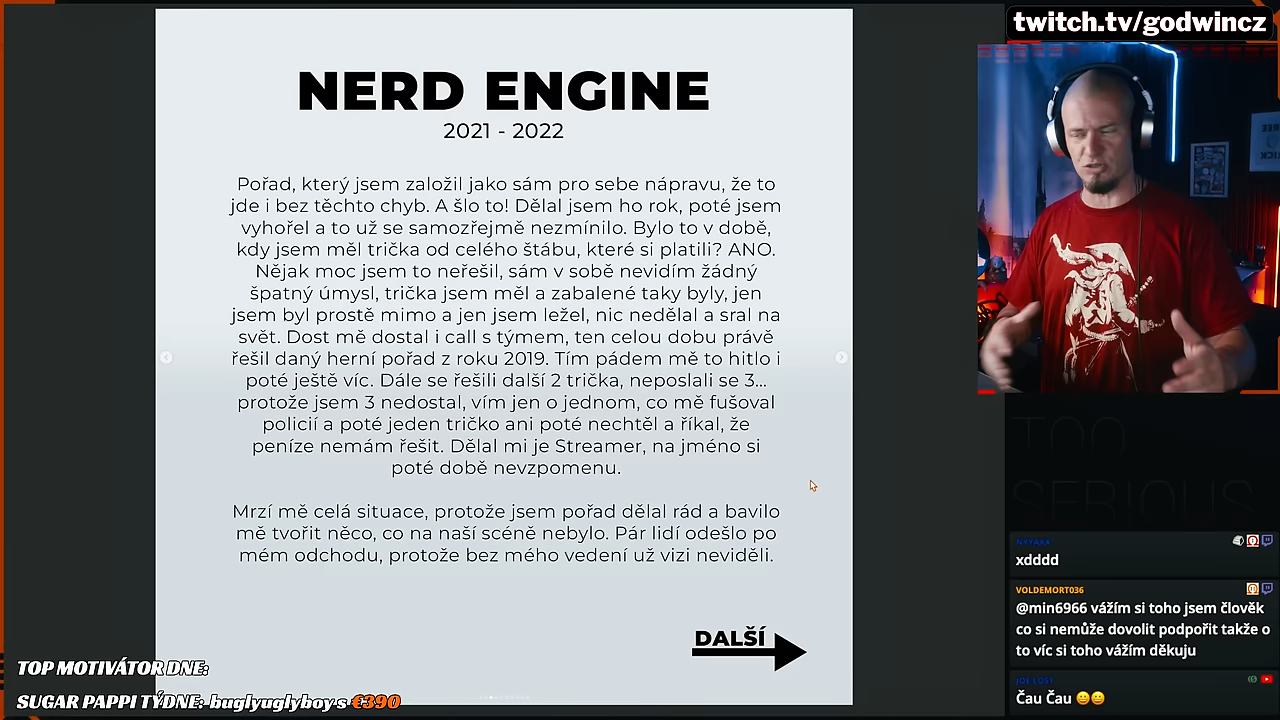 twitch.tv/godwincz
NERD ENGINE
2021 - 2022
Pořad, který jsem založil jako sám pro sebe nápravu, že to
jde i bez těchto chyb. A šlo to! Dělal jsem ho rok, poté jsem
vyhořel a to už se samozřejmě nezmínilo. Bylo to v době,
kdy jsem měl trička od celého štábu, které si platili? ANO.
Nějak moc jsem to neřešil, sám v sobě nevidím žádný
špatný úmysl, trička jsem měl a zabalené taky byly, jen
jsem byl prostě mimo a jen jsem ležel, nic nedělal a sral na
svět. Dost mě dostal i call s týmem, ten celou dobu právě
řešil daný herní pořad z roku 2019. Tím pádem mě to hitlo i
poté ještě víc. Dále se řešili další 2 trička, neposlali se 3...
protože jsem 3 nedostal, vím jen o jednom, co mě fušoval
policií a poté jeden tričko ani poté nechtěl a říkal, že
peníze nemám řešit. Dělal mi je Streamer, na jméno si
poté době nevzpomenu.
Mrzí mě celá situace, protože jsem pořad dělal rád a bavilo
mě tvořit něco, co na naší scéně nebylo. Pár lidí odešlo po
mém odchodu, protože bez mého vedení už vizi neviděli.
DALŠÍ
TOP MOTIVÁTOR DNE:
SUGAR PAPPI TÝDNE: buglyuglyboys €390
TOO
SERIOUS
xdddd
VOLDEMORT036
@min6966 vážím si toho jsem člověk
co si nemůže dovolit podpořit takže o
to víc si toho vážím děkuju
JOE LOST
Čau Čau 😄😄